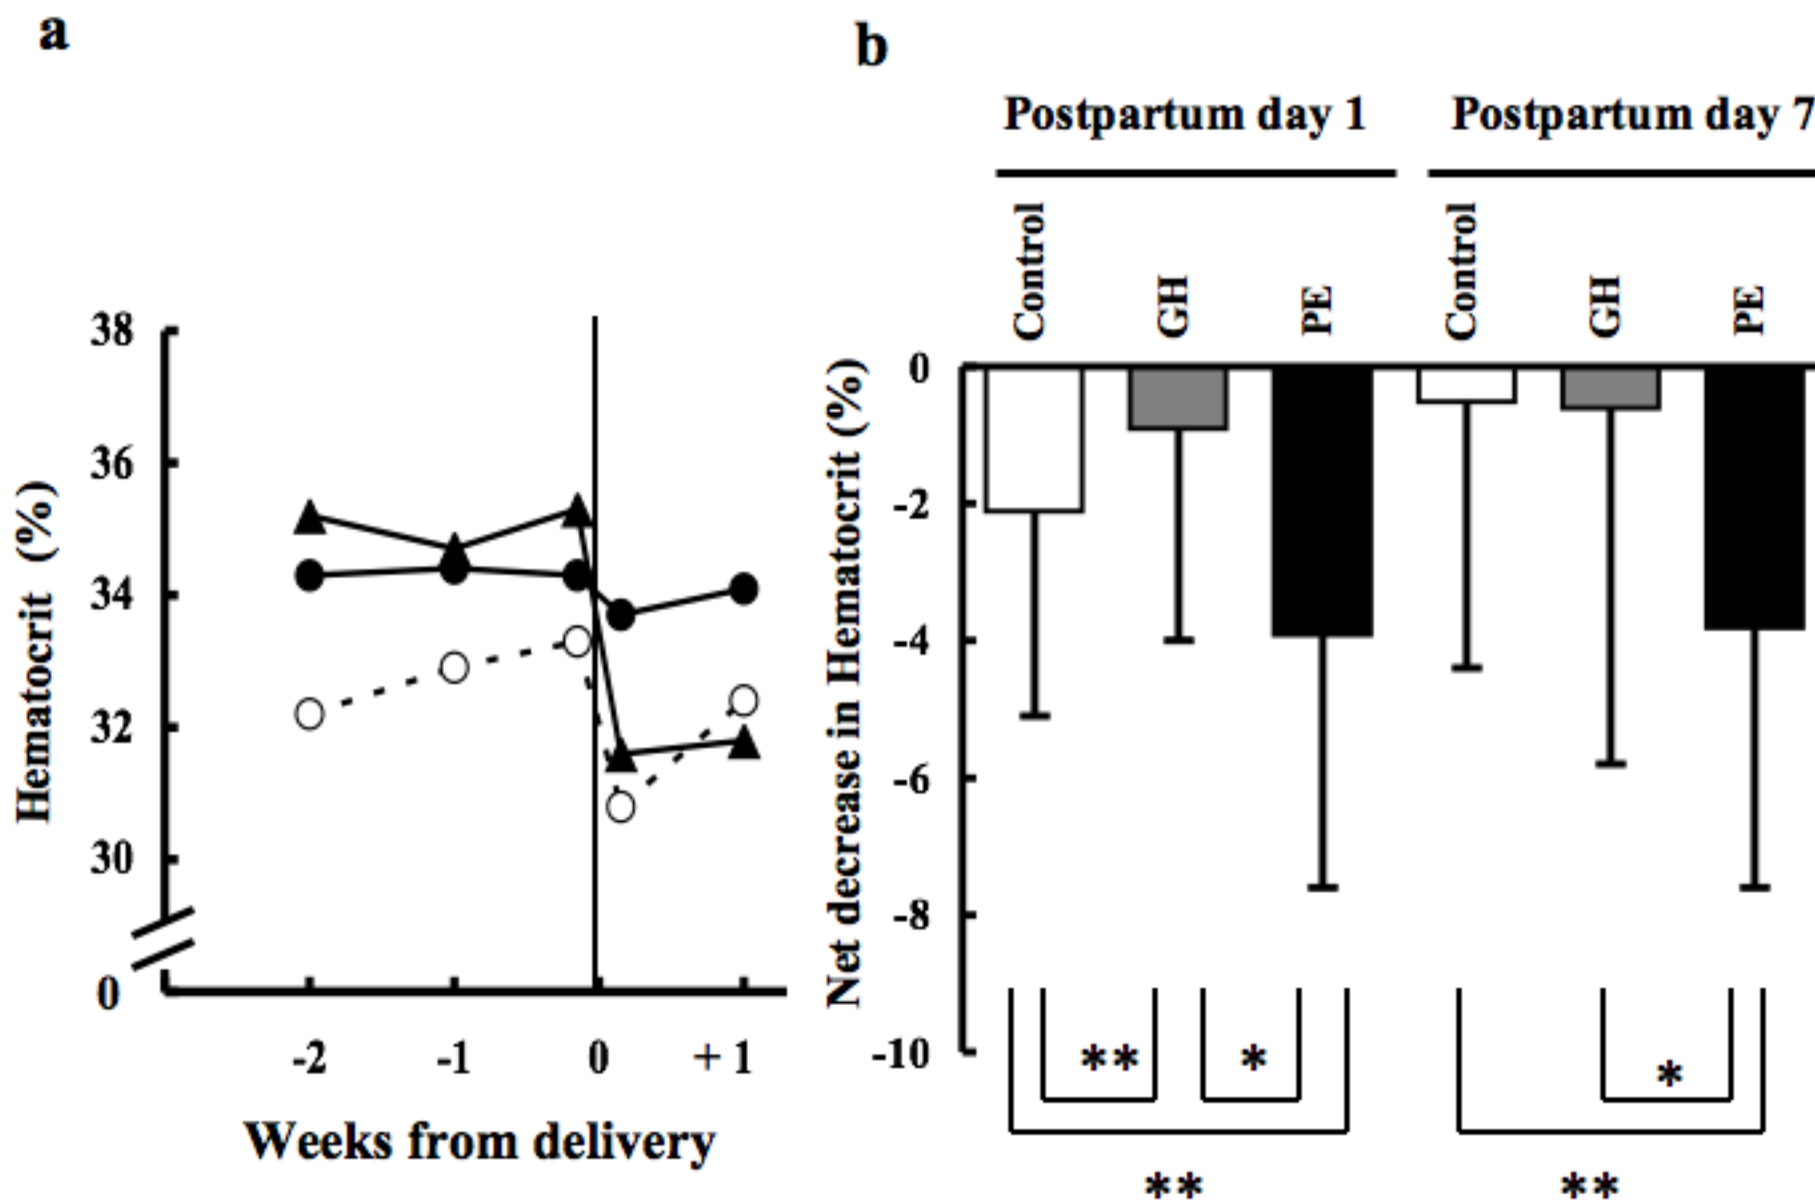 a
38
36
34
32
30
0
Hematocrit (%)
-2 -1 0 + 1
Weeks from delivery
b
Postpartum day 1 Postpartum day 7
Control GH PE Control GH PE
0
-2
-4
-6
-8
-10
Net decrease in Hematocrit (%)
** * *
** **